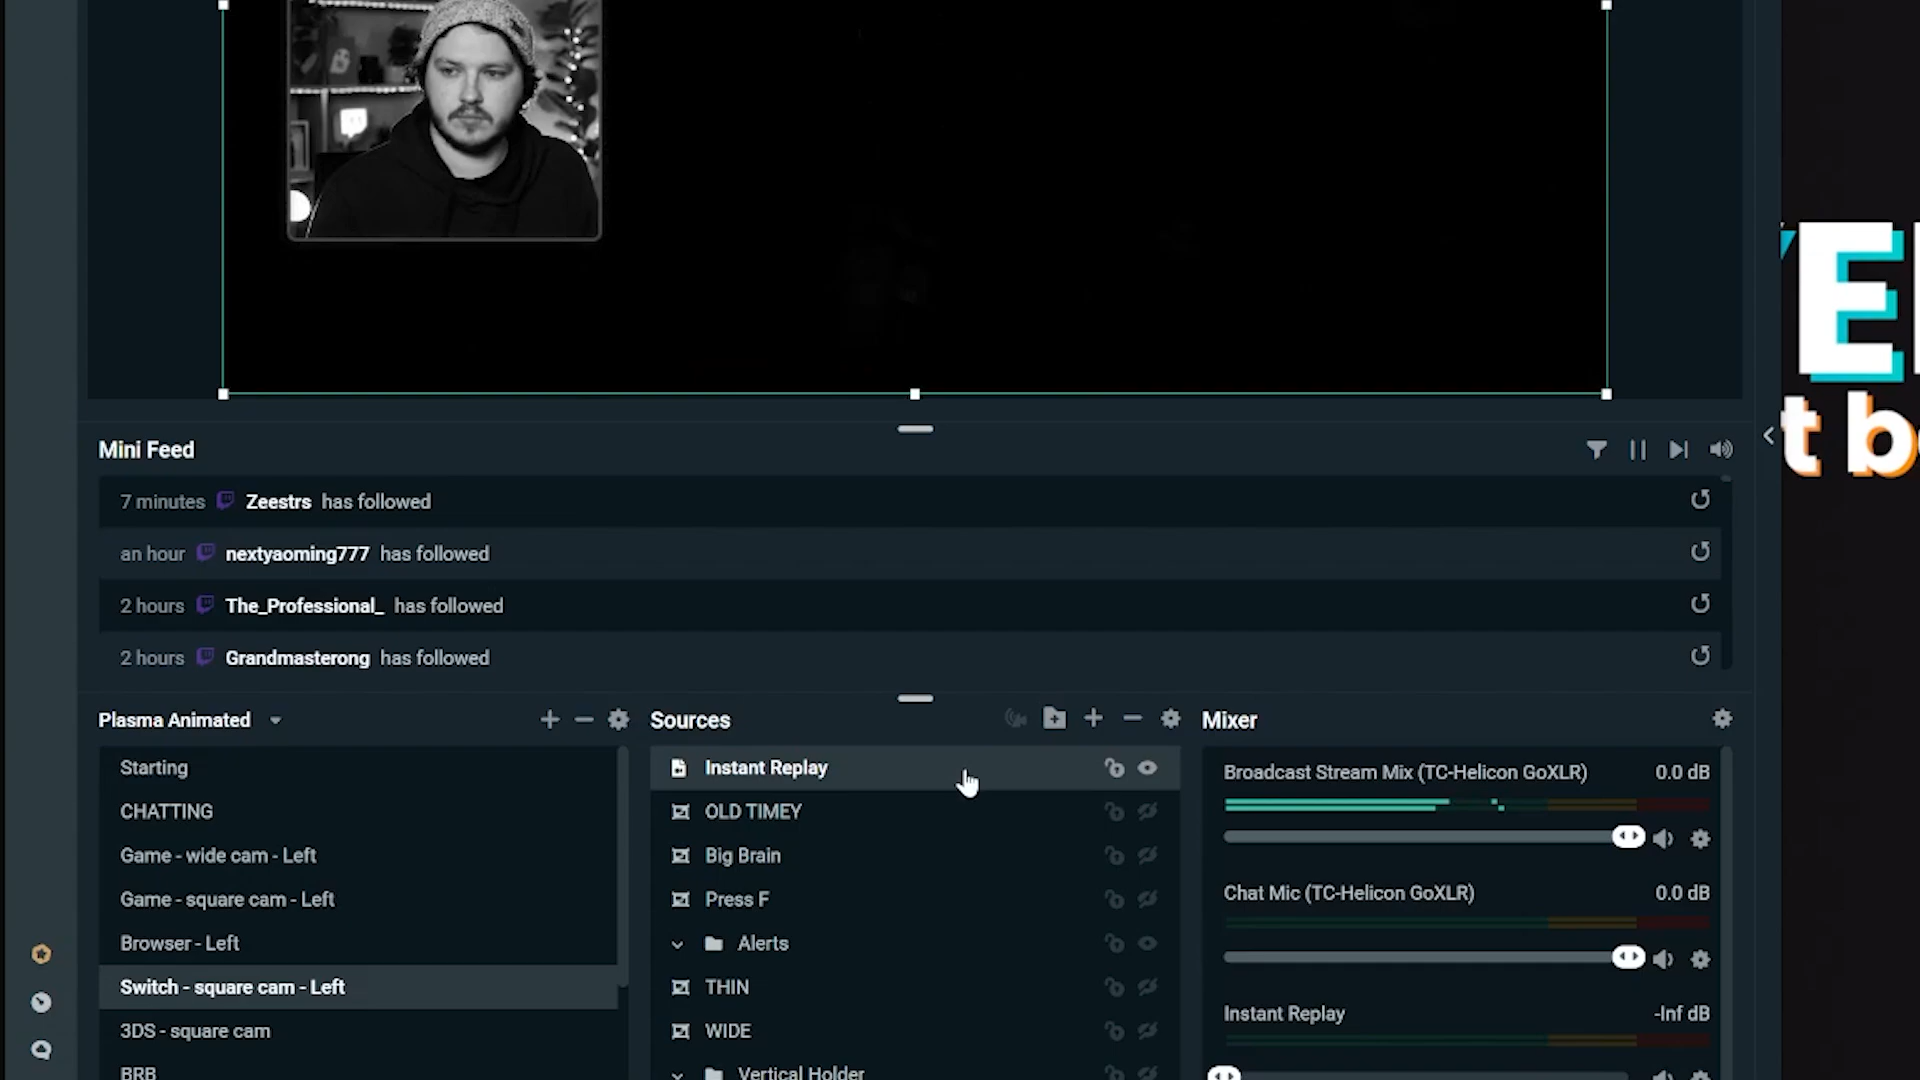 YE
t b
Mini Feed
7 minutes Zeestrs has followed
an hour nextyaoming777 has followed
2 hours The_Professional_ has followed
2 hours Grandmasterong has followed
Plasma Animated
Starting
CHATTING
Game - wide cam - Left
Game - square cam - Left
Browser - Left
Switch - square cam - Left
3DS - square cam
BRB
Sources
Instant Replay
OLD TIMEY
Big Brain
Press F
Alerts
THIN
WIDE
Vertical Holder
Mixer
Broadcast Stream Mix (TC-Helicon GoXLR) 0.0 dB
Chat Mic (TC-Helicon GoXLR) 0.0 dB
Instant Replay -Inf dB